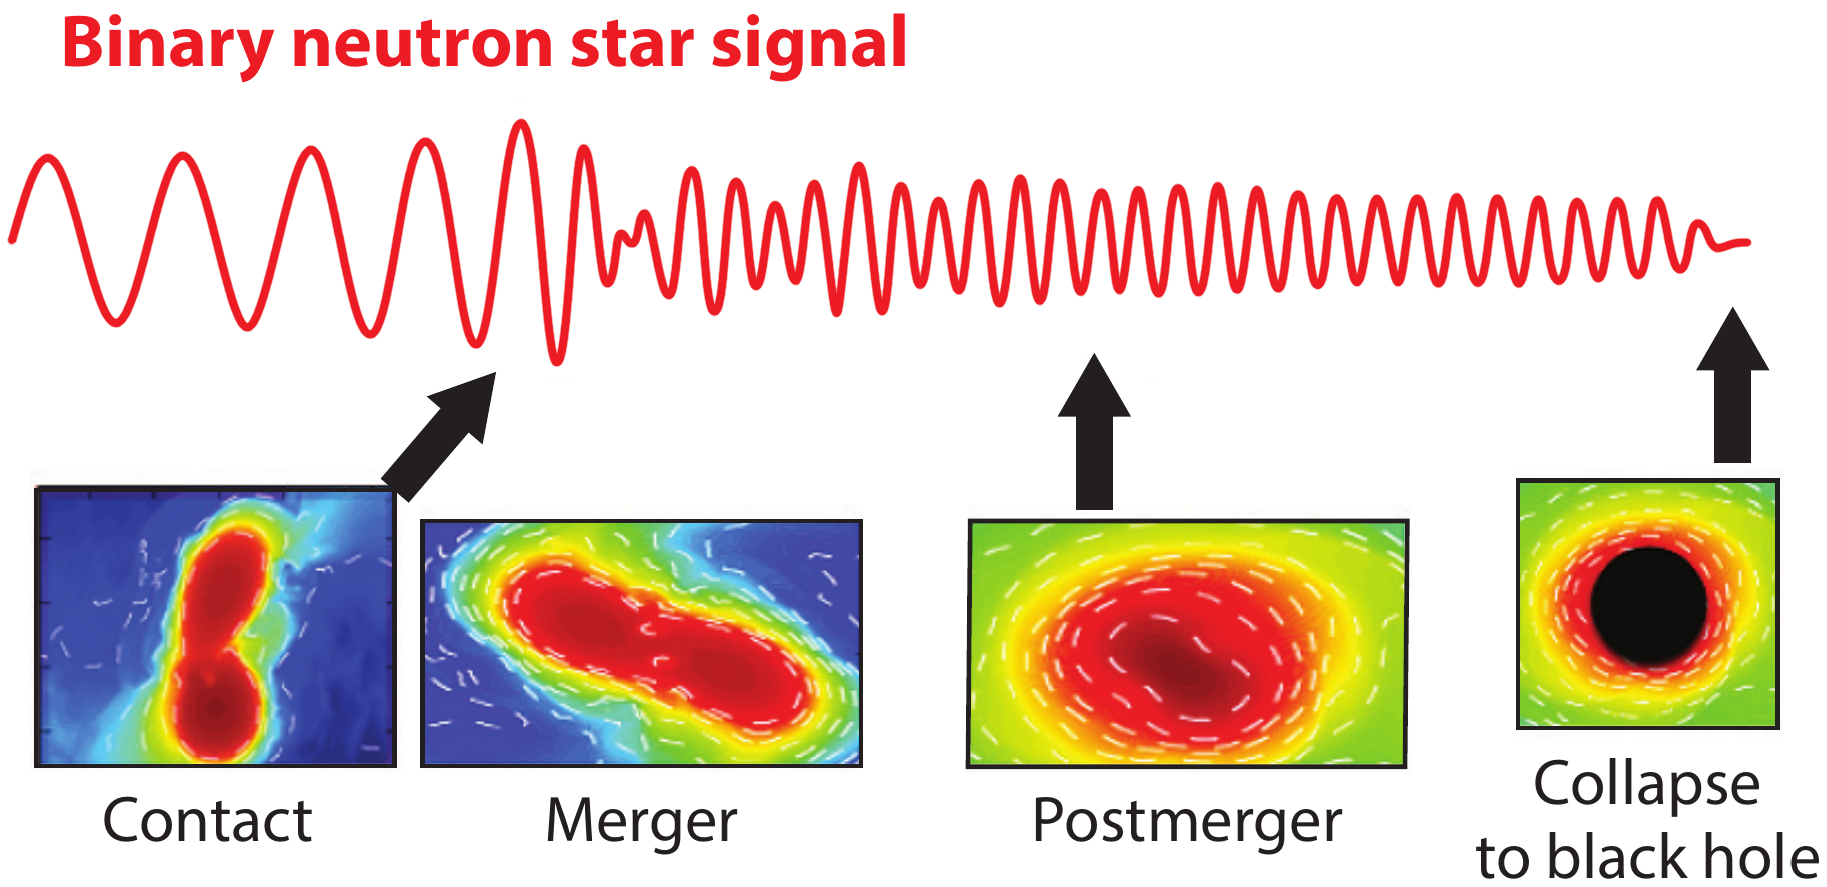 Binary neutron star signal
Contact
Merger
Postmerger
Collapse
to black hole